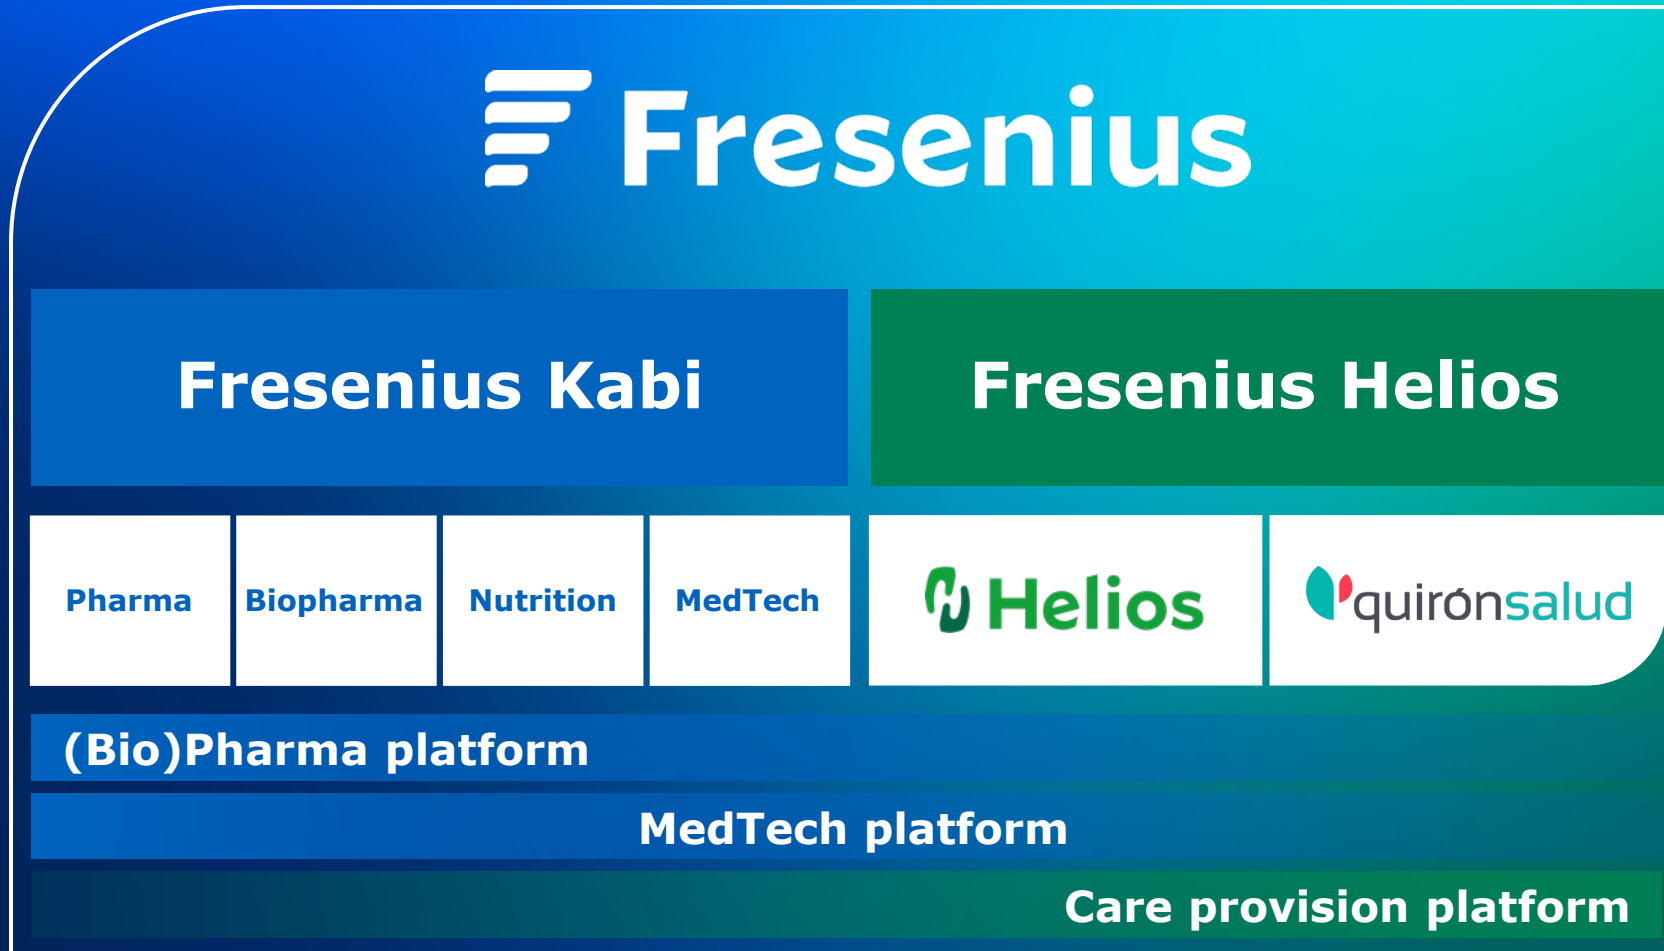 Fresenius
Fresenius Kabi
Fresenius Helios
Pharma
Biopharma
Nutrition
MedTech
Helios
quirónsalud
(Bio)Pharma platform
MedTech platform
Care provision platform